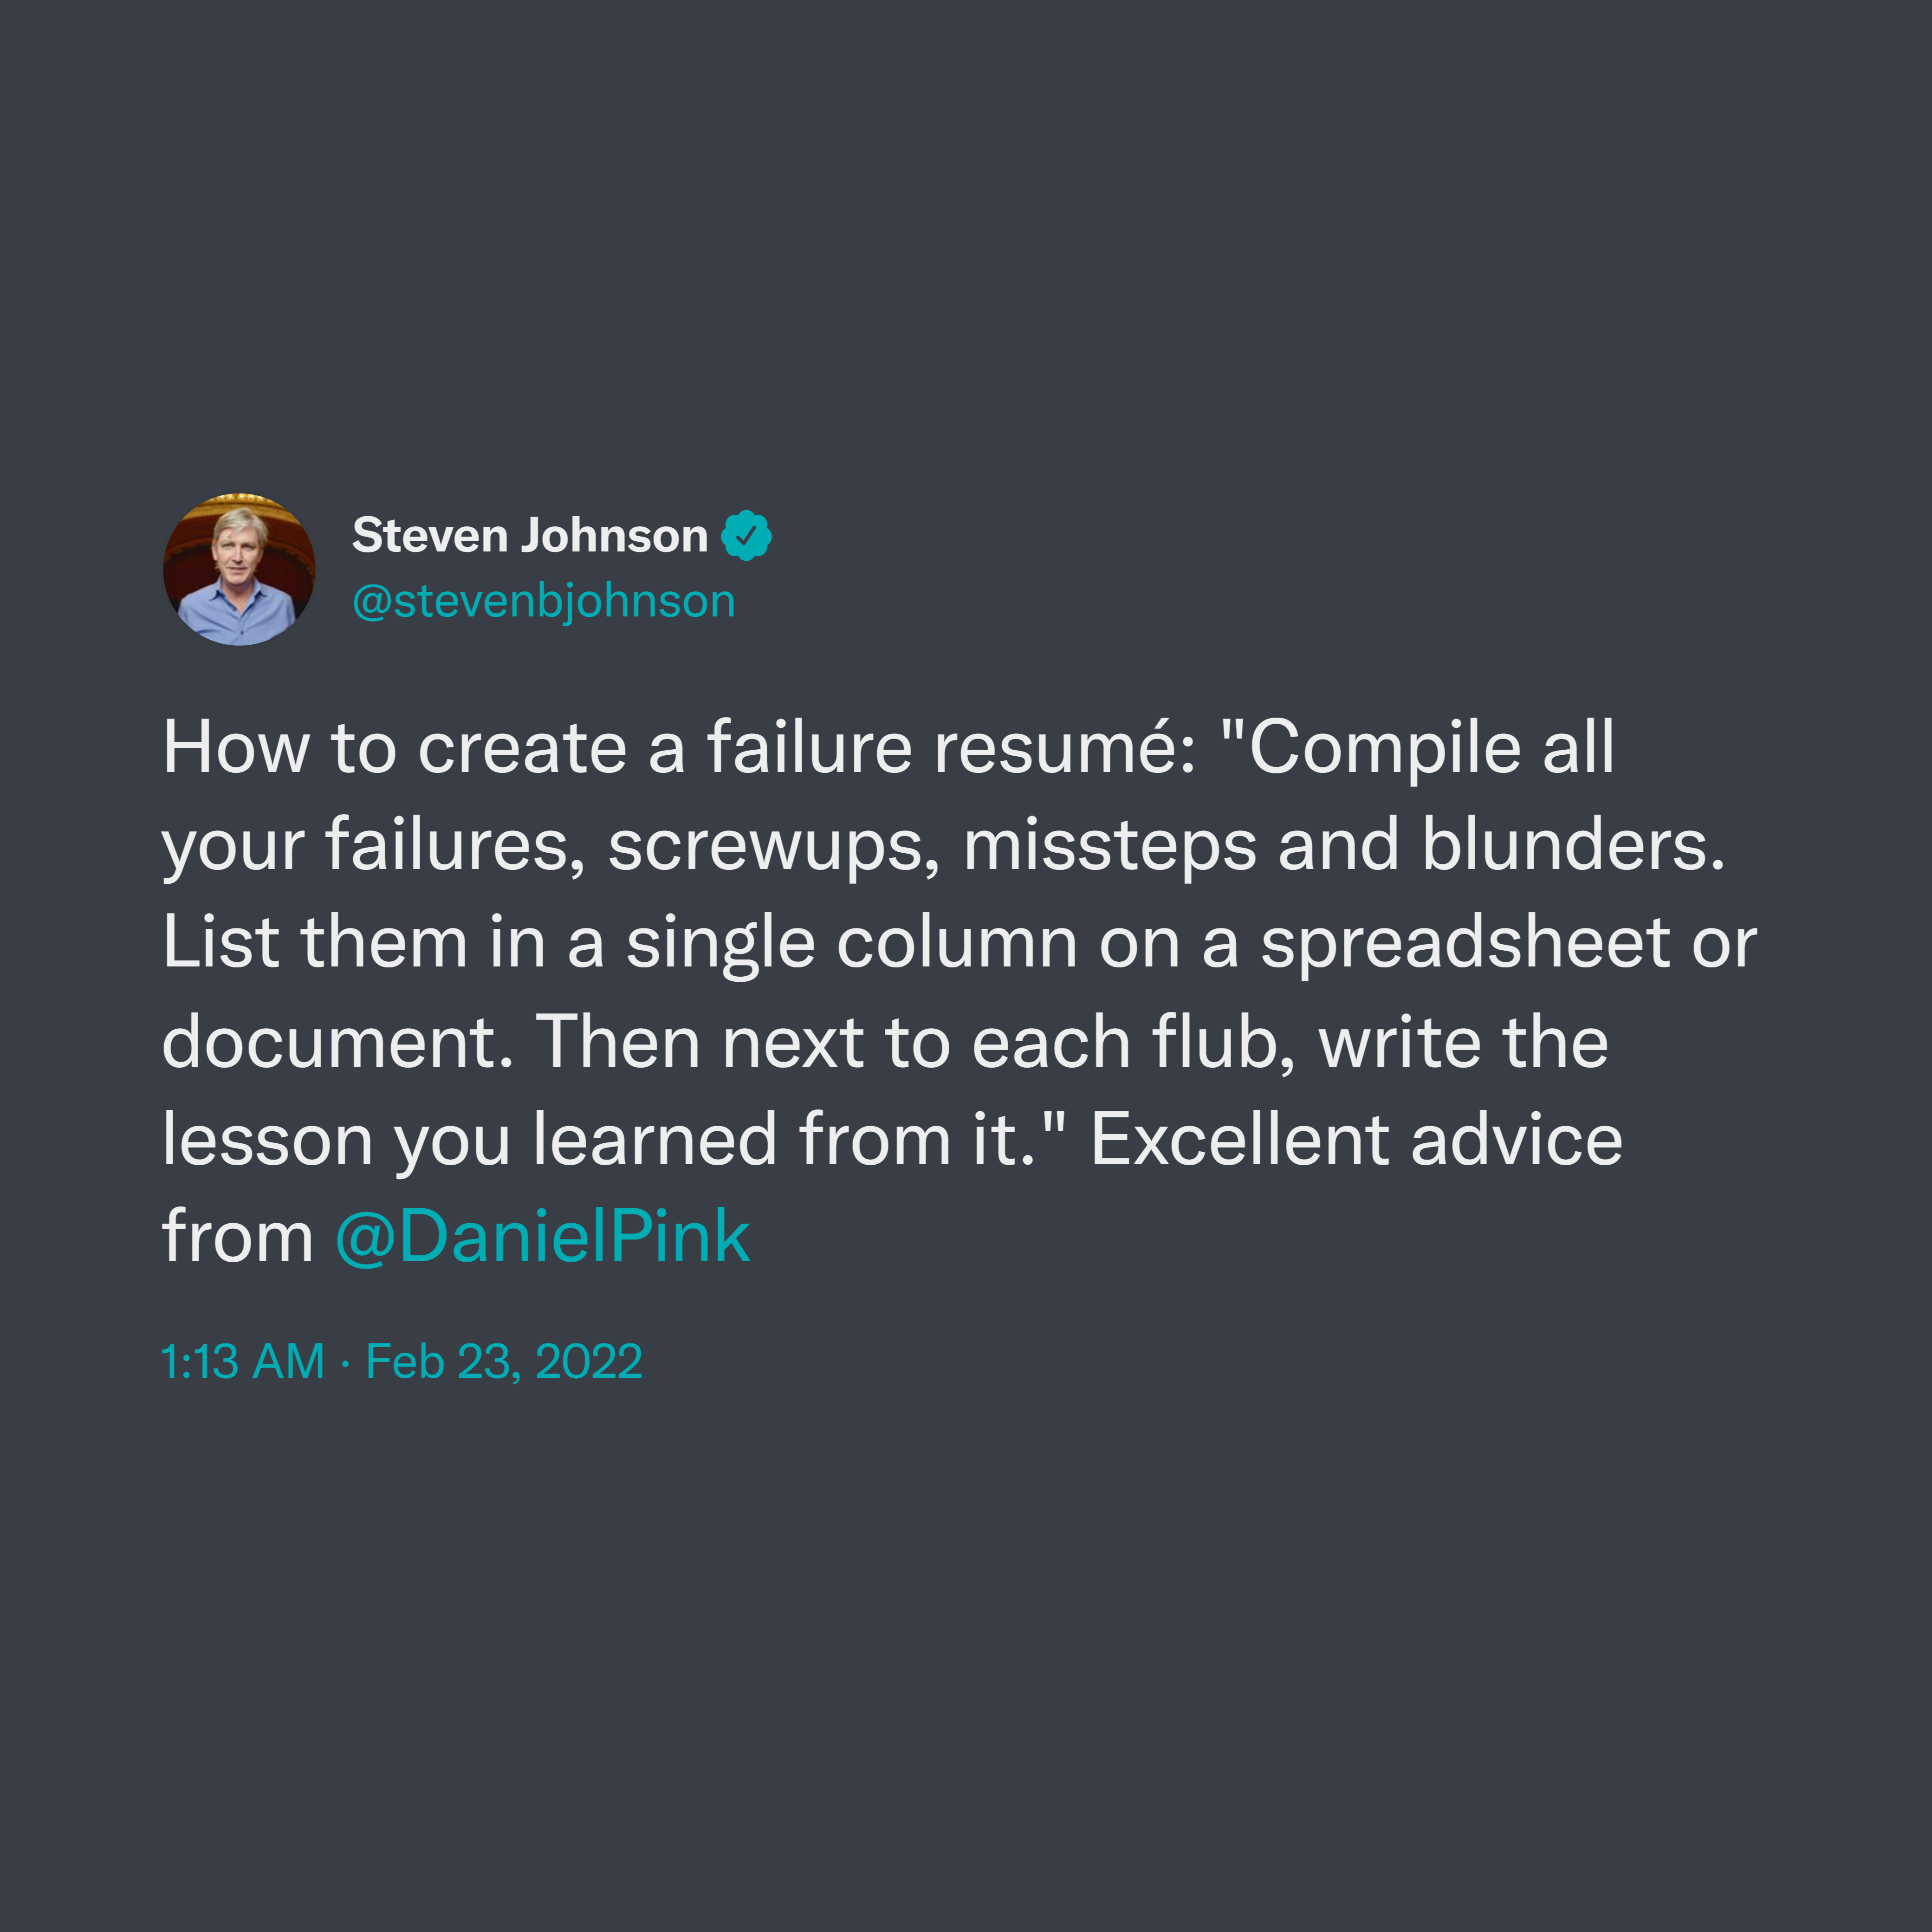 Steven Johnson
@stevenbjohnson
How to create a failure resumé: "Compile all
your failures, screwups, missteps and blunders.
List them in a single column on a spreadsheet or
document. Then next to each flub, write the
lesson you learned from it." Excellent advice
from @DanielPink
1:13 AM · Feb 23, 2022